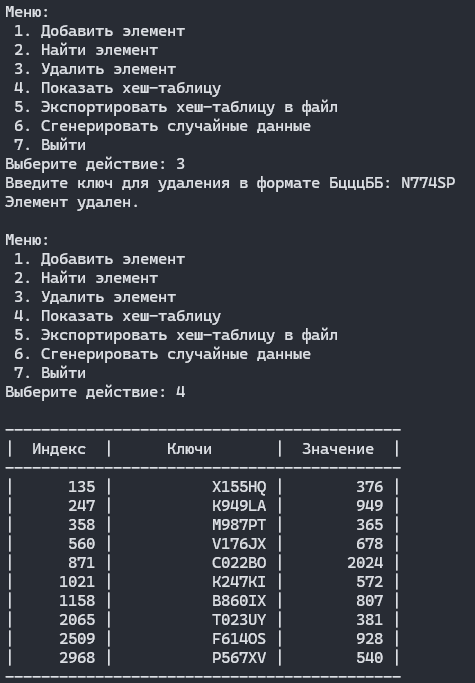 Меню:
1. Добавить элемент
2. Найти элемент
3. Удалить элемент
4. Показать хеш-таблицу
5. Экспортировать хеш-таблицу в файл
6. Сгенерировать случайные данные
7. Выйти
Выберите действие: 3
Введите ключ для удаления в формате БцццББ: N774SP
Элемент удален.

Меню:
1. Добавить элемент
2. Найти элемент
3. Удалить элемент
4. Показать хеш-таблицу
5. Экспортировать хеш-таблицу в файл
6. Сгенерировать случайные данные
7. Выйти
Выберите действие: 4

| Индекс | Ключи | Значение |
| 135 | X155HQ | 376 |
| 247 | K949LA | 949 |
| 358 | M987PT | 365 |
| 560 | V176JX | 678 |
| 871 | C022BO | 2024 |
| 1021 | K247KI | 572 |
| 1158 | B860IX | 807 |
| 2065 | T023UY | 381 |
| 2509 | F614OS | 928 |
| 2968 | P567XV | 540 |